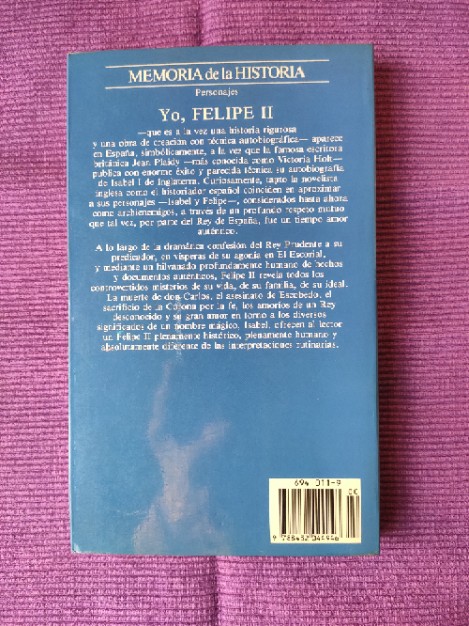 MEMORIA de la HISTORIA
Personajes
Yo, FELIPE II
—que es a la vez una historia rigurosa
y una obra de creación con técnica autobiográfica— aparece
en España, simbólicamente, a la vez que la famosa escritora
británica Jean Plaidy —más conocida como Victoria Holt—
publica con enorme éxito y parecida técnica su autobiografía
de Isabel I de Inglaterra. Curiosamente, tanto la novelista
inglesa como el historiador español coinciden en aproximar
a sus personajes —Isabel y Felipe—, considerados hasta ahora
como archienemigos, a través de un profundo respeto mutuo
que tal vez, por parte del Rey de España, fue un tiempo amor
auténtico.
A lo largo de la dramática confesión del Rey Prudente a su
predicador, en vísperas de su agonía en El Escorial,
y mediante un hilvanado profundamente humano de hechos
y documentos auténticos, Felipe II revela todos los
controvertidos misterios de su vida, de su familia, de su ideal.
La muerte de don Carlos, el asesinato de Escobedo, el
sacrificio de la Corona por la fe, los amoríos de un Rey
desconocido y su gran amor en torno a los diversos
significados de un nombre mágico, Isabel, ofrecen al lector
un Felipe II plenamente histórico, plenamente humano y
absolutamente diferente de las interpretaciones rutinarias.
694 011-9
00